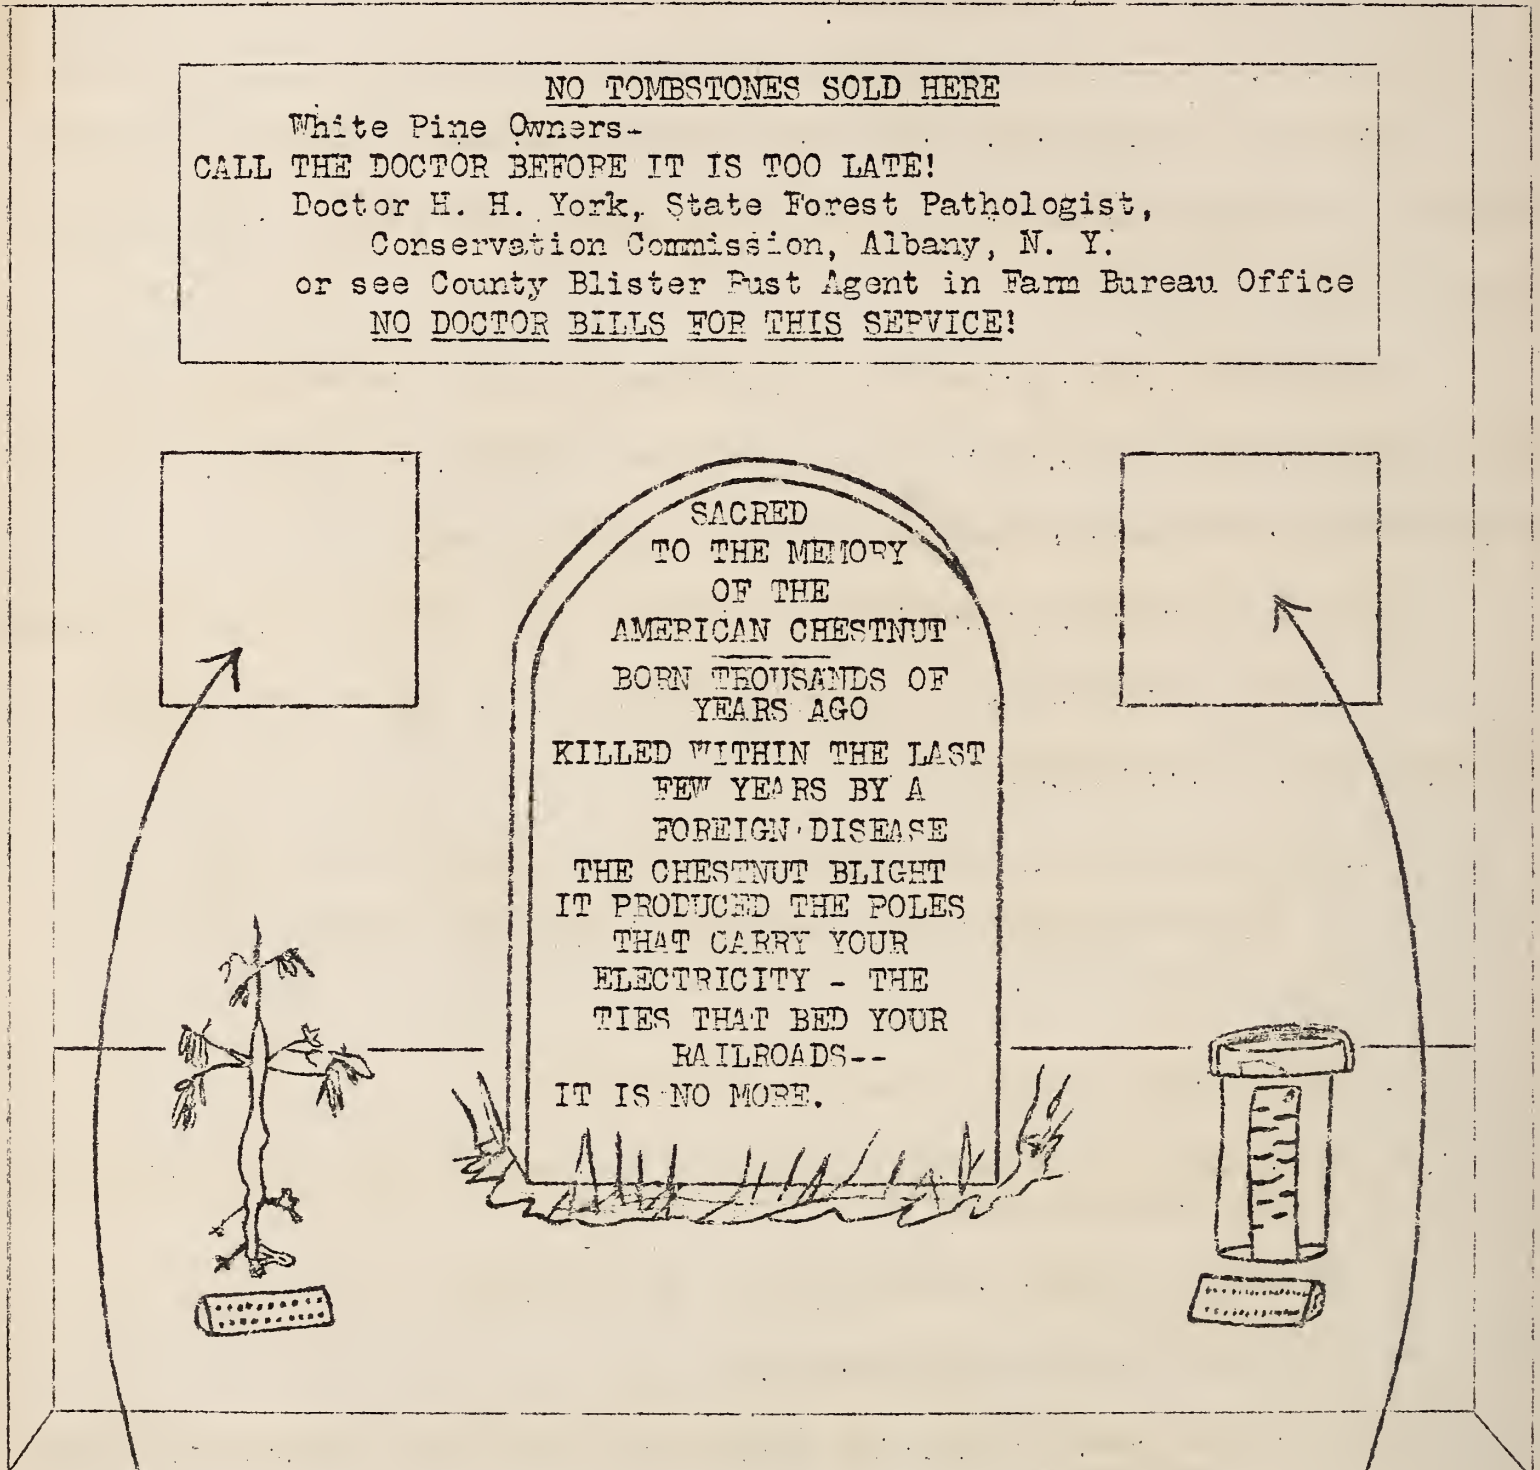 NO TOMBSTONES SOLD HERE
White Pine Owners-
CALL THE DOCTOR BEFORE IT IS TOO LATE!
Doctor H. H. York, State Forest Pathologist,
Conservation Commission, Albany, N. Y.
or see County Blister Rust Agent in Farm Bureau Office
NO DOCTOR BILLS FOR THIS SERVICE!
SACRED
TO THE MEMORY
OF THE
AMERICAN CHESTNUT
BORN THOUSANDS OF
YEARS AGO
KILLED WITHIN THE LAST
FEW YEARS BY A
FOREIGN DISEASE
THE CHESTNUT BLIGHT
IT PRODUCED THE POLES
THAT CARRY YOUR
ELECTRICITY - THE
TIES THAT BED YOUR
RAILROADS--
IT IS NO MORE.